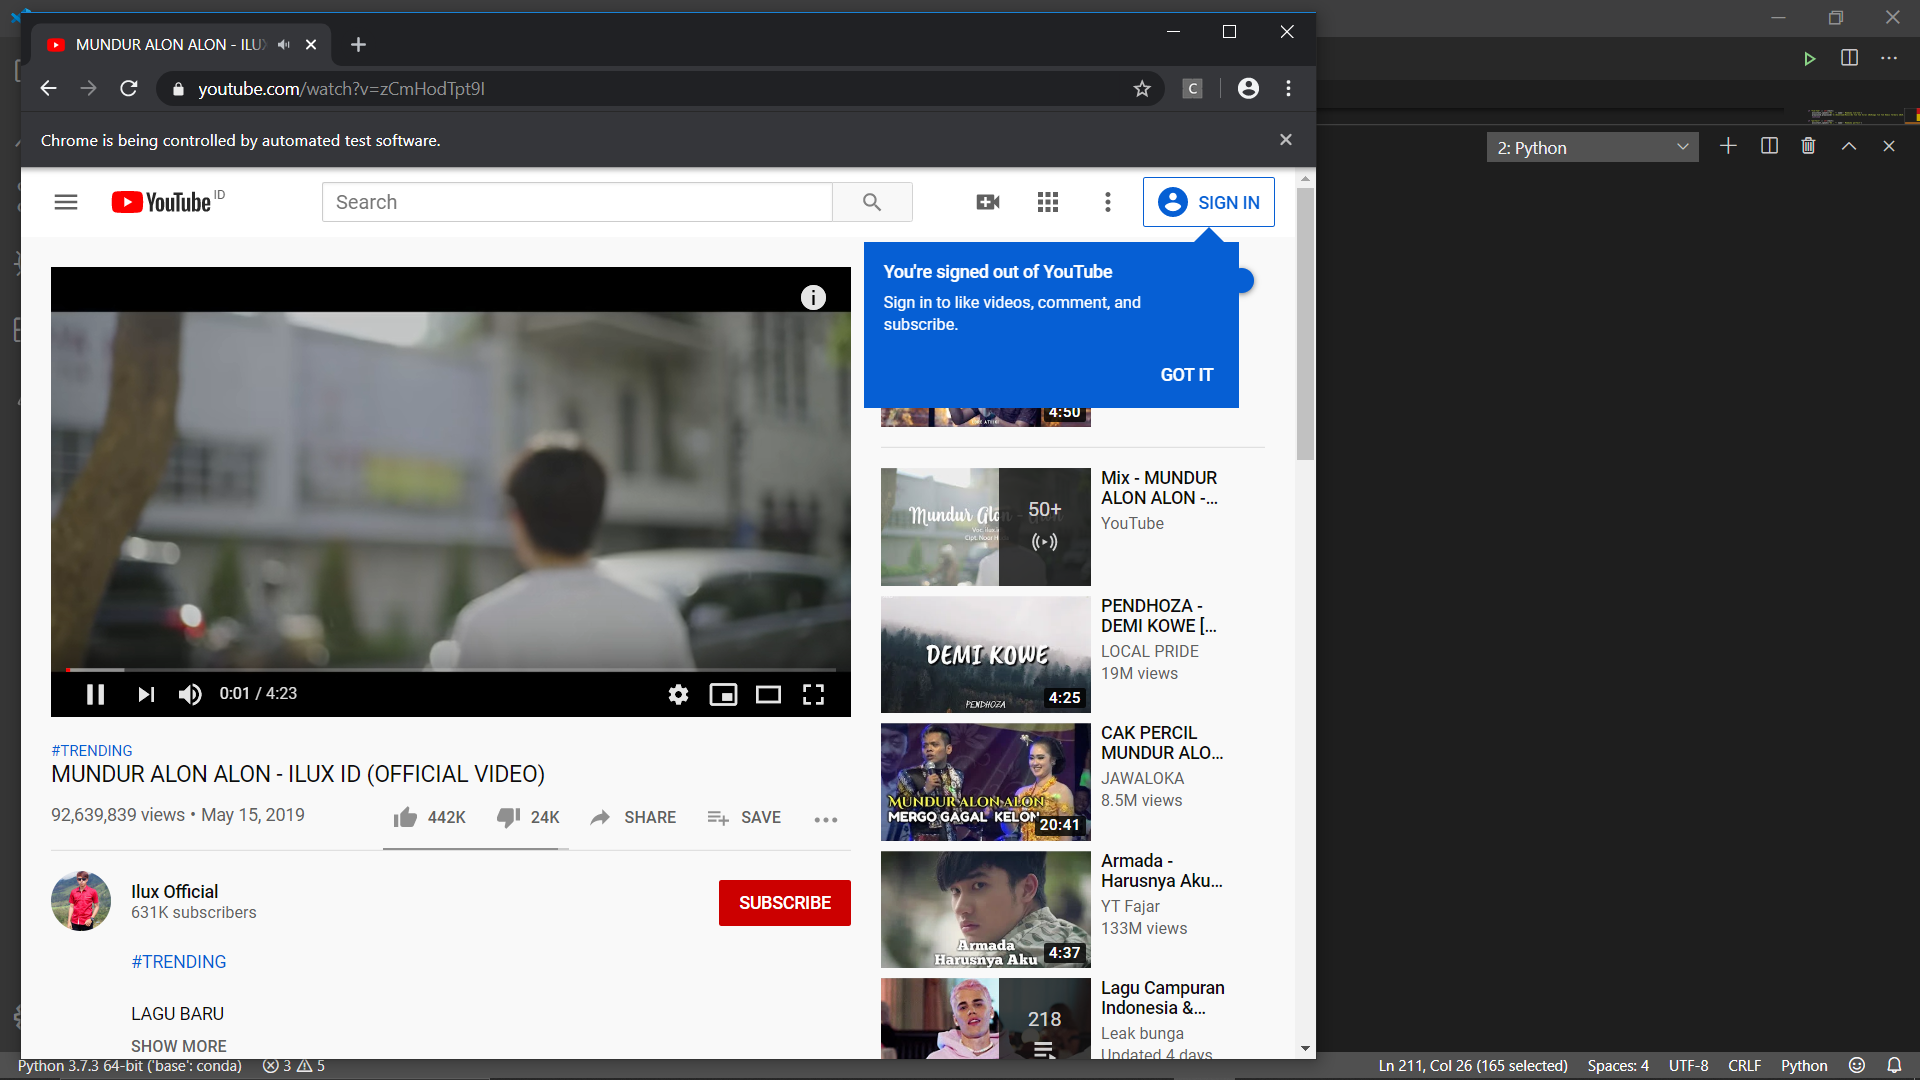 MUNDUR ALON ALON - ILU
youtube.com/watch?v=zCmHodTpt9I
C
Chrome is being controlled by automated test software.
2: Python
YouTube ID
Search
SIGN IN
You're signed out of YouTube
Sign in to like videos, comment, and
subscribe.
GOT IT
4:50
i
0:01 / 4:23
#TRENDING
MUNDUR ALON ALON - ILUX ID (OFFICIAL VIDEO)
92,639,839 views • May 15, 2019
442K
24K
SHARE
SAVE
Ilux Official
631K subscribers
SUBSCRIBE
#TRENDING
LAGU BARU
SHOW MORE
50+
Mix - MUNDUR
ALON ALON -...
YouTube
DEMI KOWE
PENDHOZA
4:25
PENDHOZA -
DEMI KOWE [...
LOCAL PRIDE
19M views
MUNDUR ALON ALON
MERGO GAGAL KELON
20:41
CAK PERCIL
MUNDUR ALO...
JAWALOKA
8.5M views
Armada
Harusnya Aku
4:37
Armada -
Harusnya Aku...
YT Fajar
133M views
218
Lagu Campuran
Indonesia &...
Leak bunga
Updated 4 days
Python 3.7.3 64-bit ('base': conda)
3
5
Ln 211, Col 26 (165 selected)
Spaces: 4
UTF-8
CRLF
Python